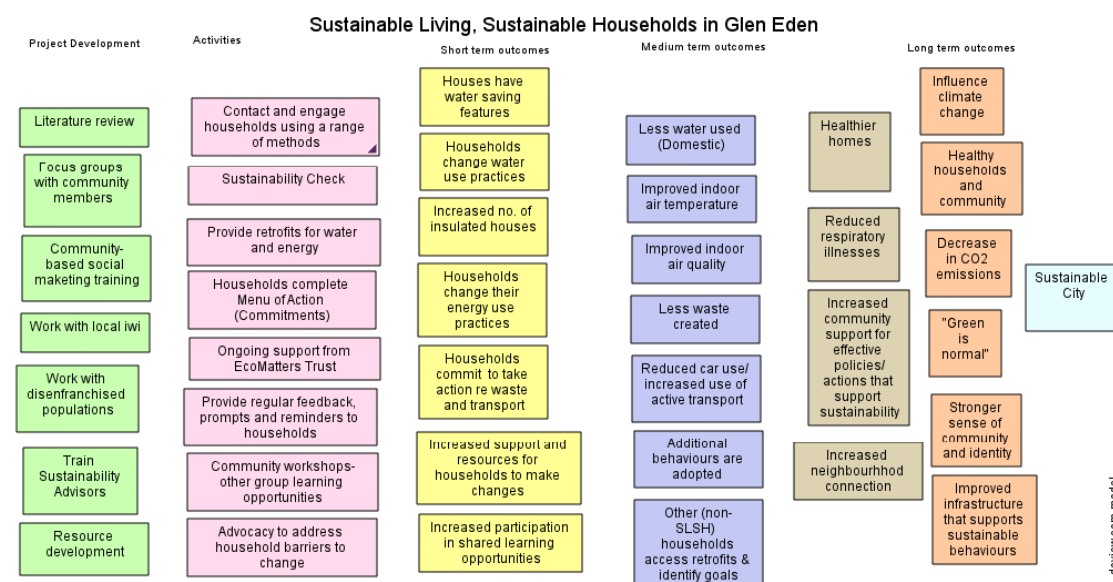 Sustainable Living, Sustainable Households in Glen Eden
Project Development
Activities
Short term outcomes
Medium term outcomes
Long term outcomes
Literature review
Focus groups
with community
members
Community-
based social
maketing training
Work with local iwi
Work with
disenfranchised
populations
Train
Sustainability
Advisors
Resource
development
Contact and engage
households using a range
of methods
Sustainability Check
Provide retrofits for water
and energy
Households complete
Menu of Action
(Commitments)
Ongoing support from
EcoMatters Trust
Provide regular feedback,
prompts and reminders to
households
Community workshops-
other group learning
opportunities
Advocacy to address
household barriers to
change
Houses have
water saving
features
Households
change water
use practices
Increased no. of
insulated houses
Households
change their
energy use
practices
Households
commit to take
action re waste
and transport
Increased support and
resources for
households to make
changes
Increased participation
in shared learning
opportunities
Less water used
(Domestic)
Improved indoor
air temperature
Improved indoor
air quality
Less waste
created
Reduced car use/
increased use of
active transport
Additional
behaviours are
adopted
Other (non-
SLSH)
households
access retrofits &
identify goals
Healthier
homes
Reduced
respiratory
illnesses
Increased
community
support for
effective
policies/
actions that
support
sustainability
Increased
neighbourhhod
connection
Influence
climate
change
Healthy
households
and
community
Decrease
in CO2
emissions
"Green
is
normal"
Stronger
sense of
community
and identity
Improved
infrastructure
that supports
sustainable
behaviours
Sustainable
City